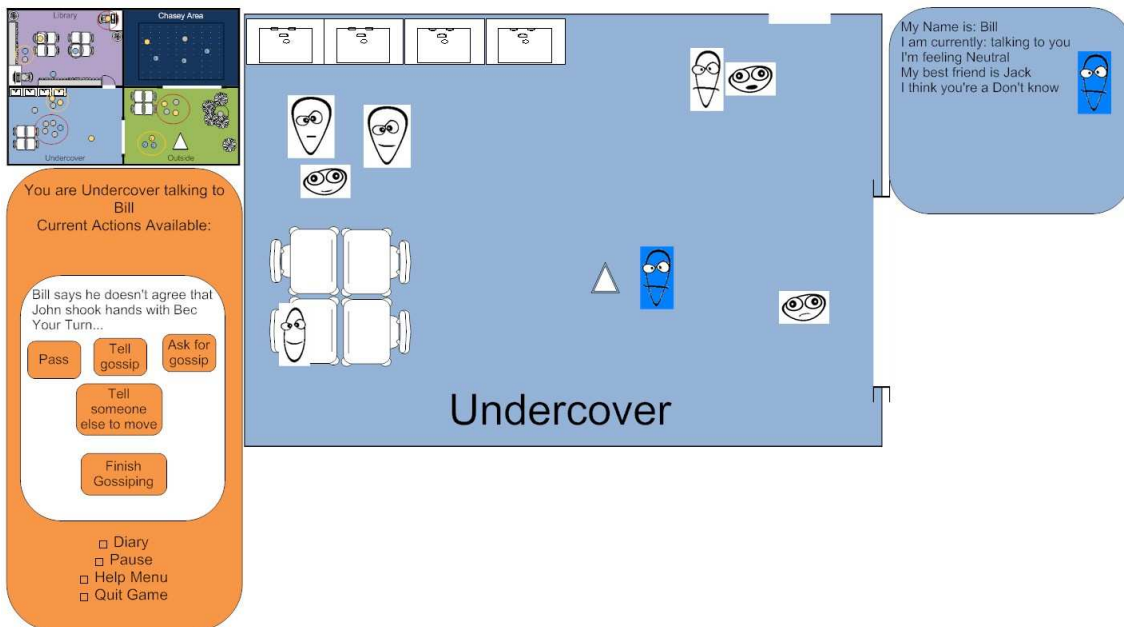 Library
Chasey Area
Undercover
Outside
You are Undercover talking to
Bill
Current Actions Available:
Bill says he doesn't agree that
John shook hands with Bec
Your Turn...
Pass
Tell
gossip
Ask for
gossip
Tell
someone
else to move
Finish
Gossiping
Diary
Pause
Help Menu
Quit Game
Undercover
My Name is: Bill
I am currently: talking to you
I'm feeling Neutral
My best friend is Jack
I think you're a Don't know